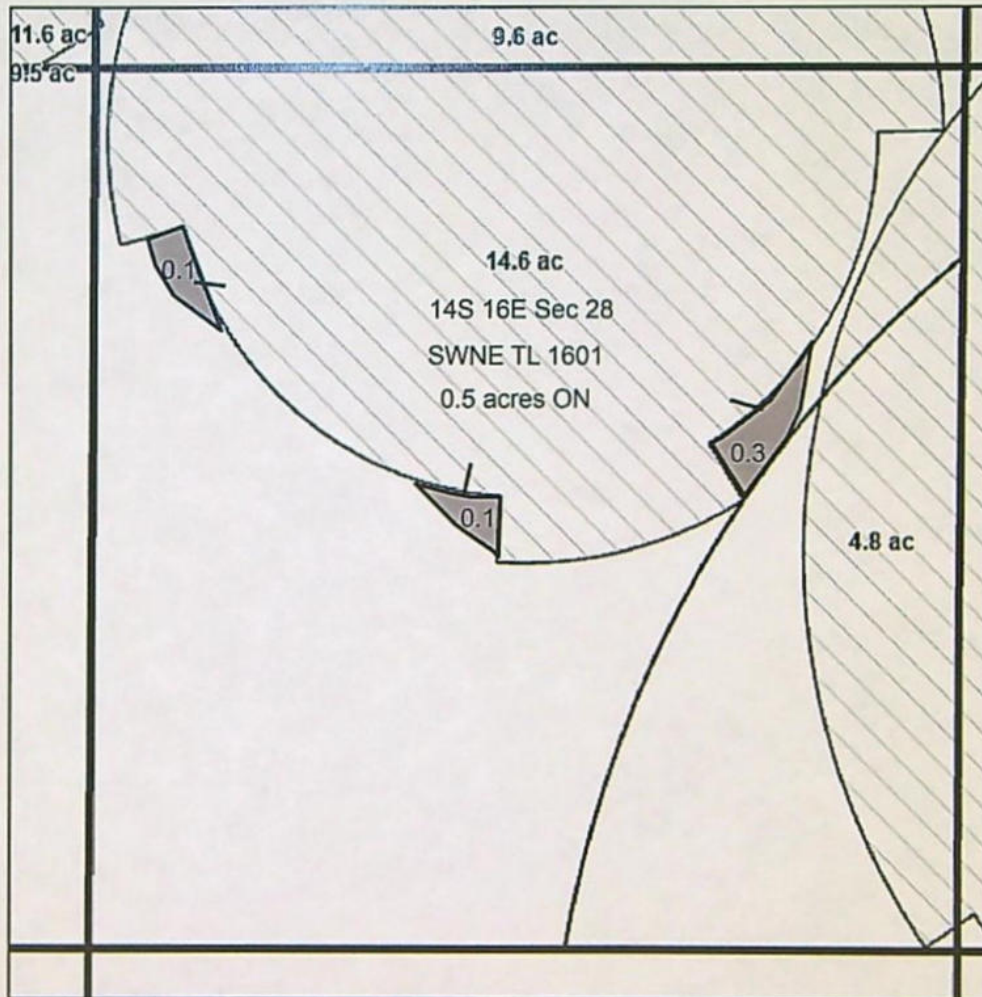 11.6 ac
9.6 ac
9.5 ac
0.1
14.6 ac
14S 16E Sec 28
SWNE TL 1601
0.5 acres ON
0.3
0.1
4.8 ac